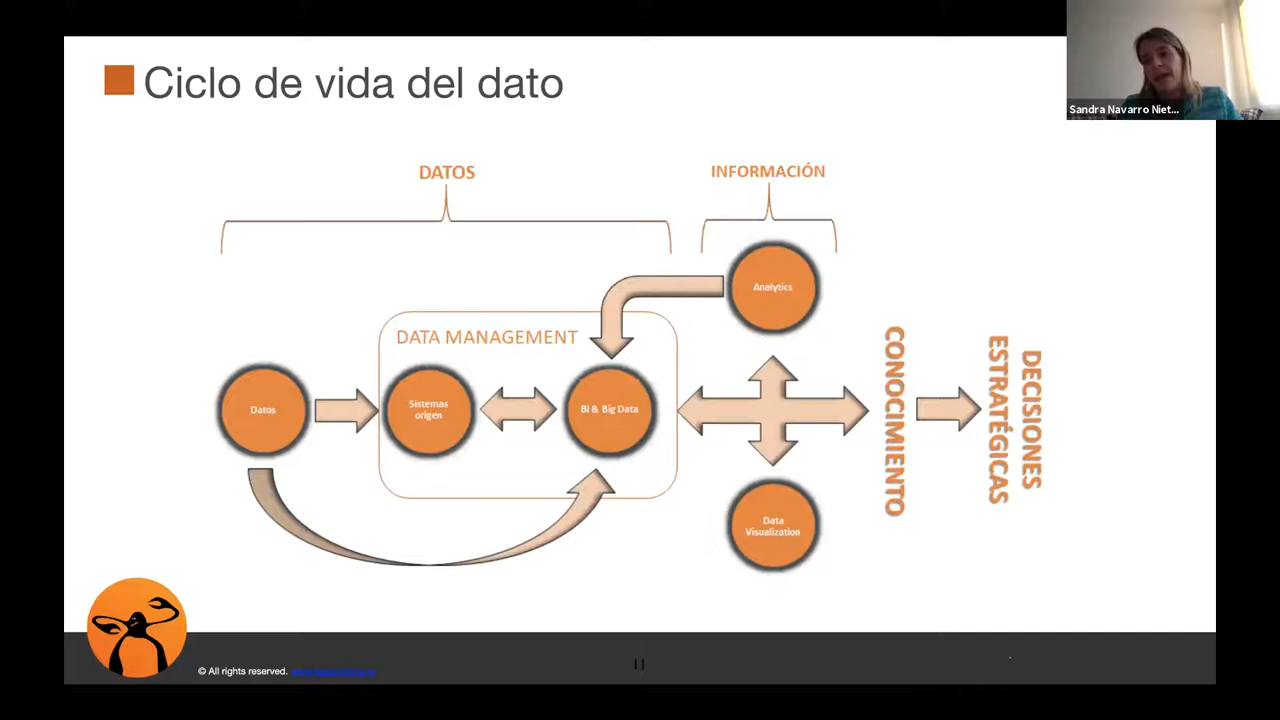 Ciclo de vida del dato
Sandra Navarro Niet...
DATOS
INFORMACIÓN
Analytics
DATA MANAGEMENT
Datos
Sistemas
origen
BI & Big Data
CONOCIMIENTO
DECISIONES
ESTRATÉGICAS
Data
Visualization
© All rights reserved.
11